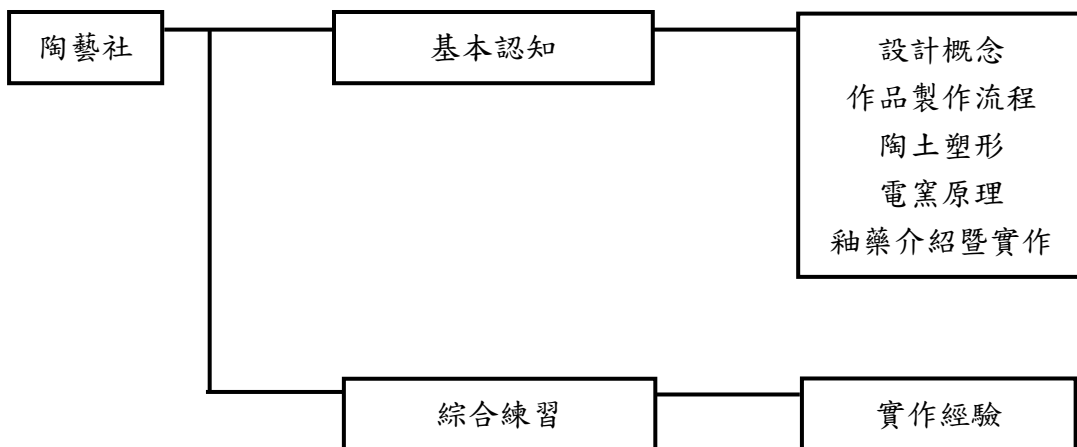 陶藝社
基本認知
設計概念
作品製作流程
陶土塑形
電窯原理
釉藥介紹暨實作
綜合練習
實作經驗